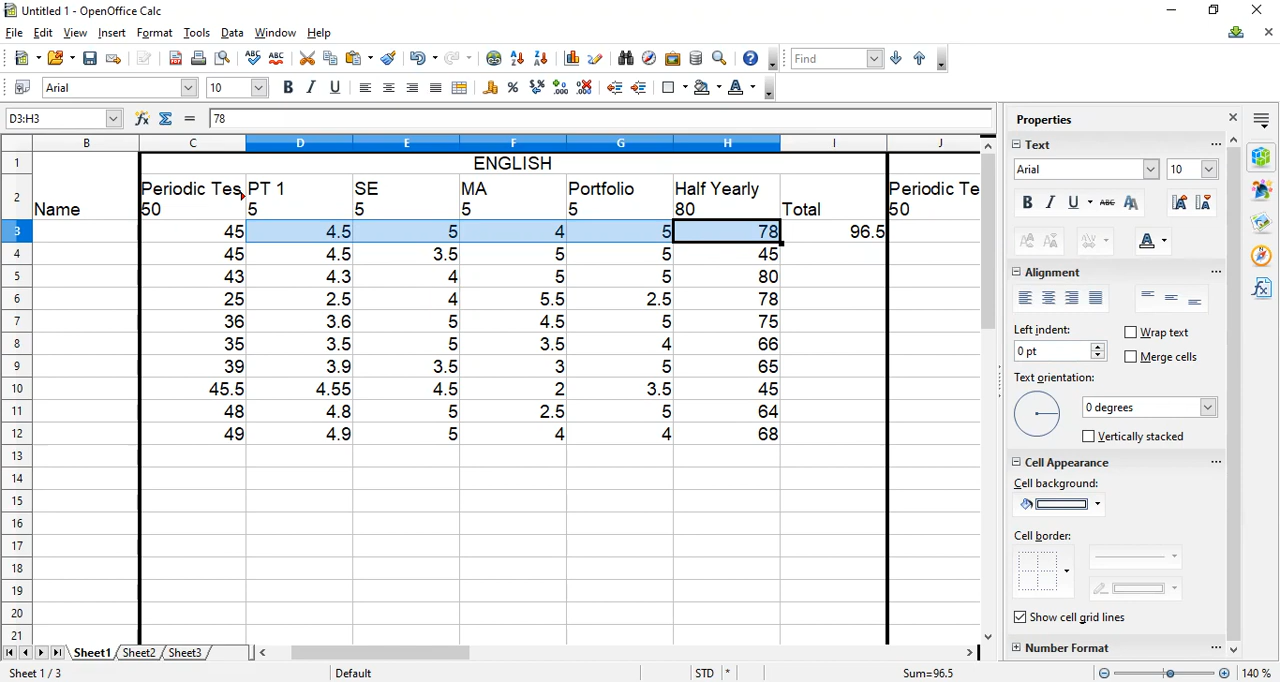 Untitled 1 - OpenOffice Calc
File Edit View Insert Format Tools Data Window Help
Find
Arial 10
D3:H3 78
B C D E F G H I J
1 ENGLISH
2 Name Periodic Tes 50 PT 1 5 SE 5 MA 5 Portfolio 5 Half Yearly 80 Total Periodic Te 50
3 45 4.5 5 4 5 78 96.5
4 45 4.5 3.5 5 5 45
5 43 4.3 4 5 5 80
6 25 2.5 4 5.5 2.5 78
7 36 3.6 5 4.5 5 75
8 35 3.5 5 3.5 4 66
9 39 3.9 3.5 3 5 65
10 45.5 4.55 4.5 2 3.5 45
11 48 4.8 5 2.5 5 64
12 49 4.9 5 4 4 68
13
14
15
16
17
18
19
20
21
Sheet1 Sheet2 Sheet3
Sheet 1 / 3 Default STD * Sum=96.5 140 %
Properties
Text
Arial 10
Alignment
Left indent:
0 pt
Wrap text
Merge cells
Text orientation:
0 degrees
Vertically stacked
Cell Appearance
Cell background:
Cell border:
Show cell grid lines
Number Format